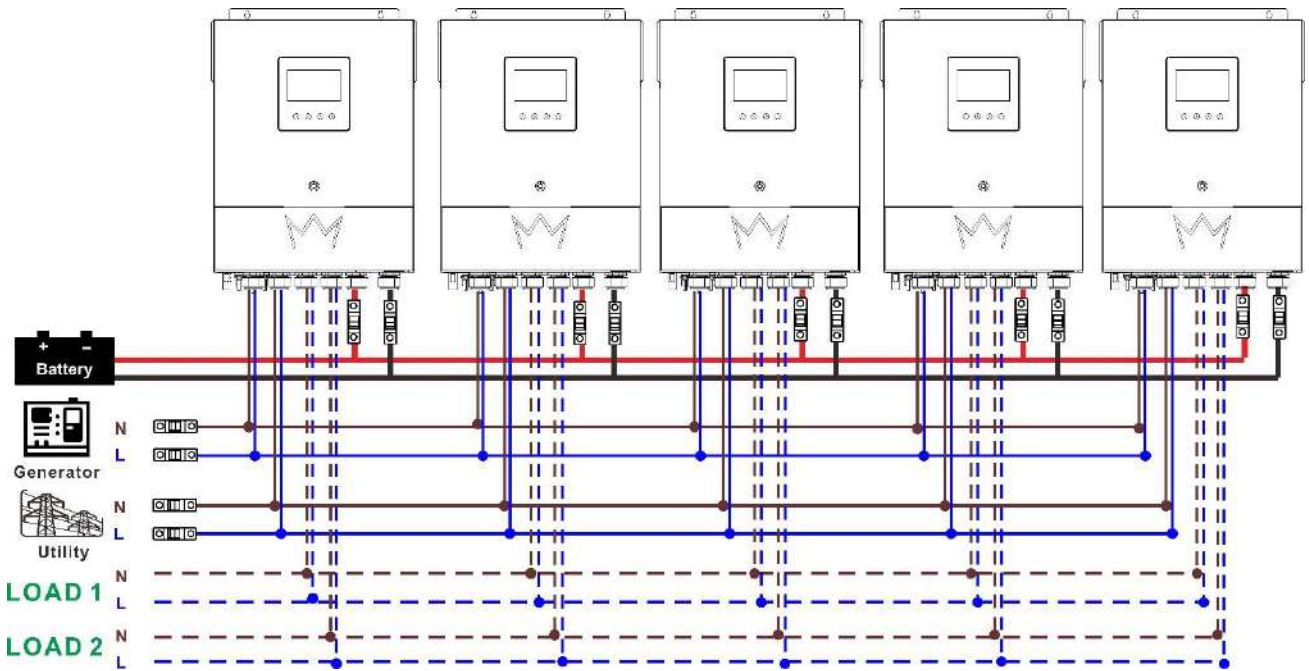 + −
Battery
N
L
Generator
N
L
Utility
N
LOAD 1
L
N
LOAD 2
L